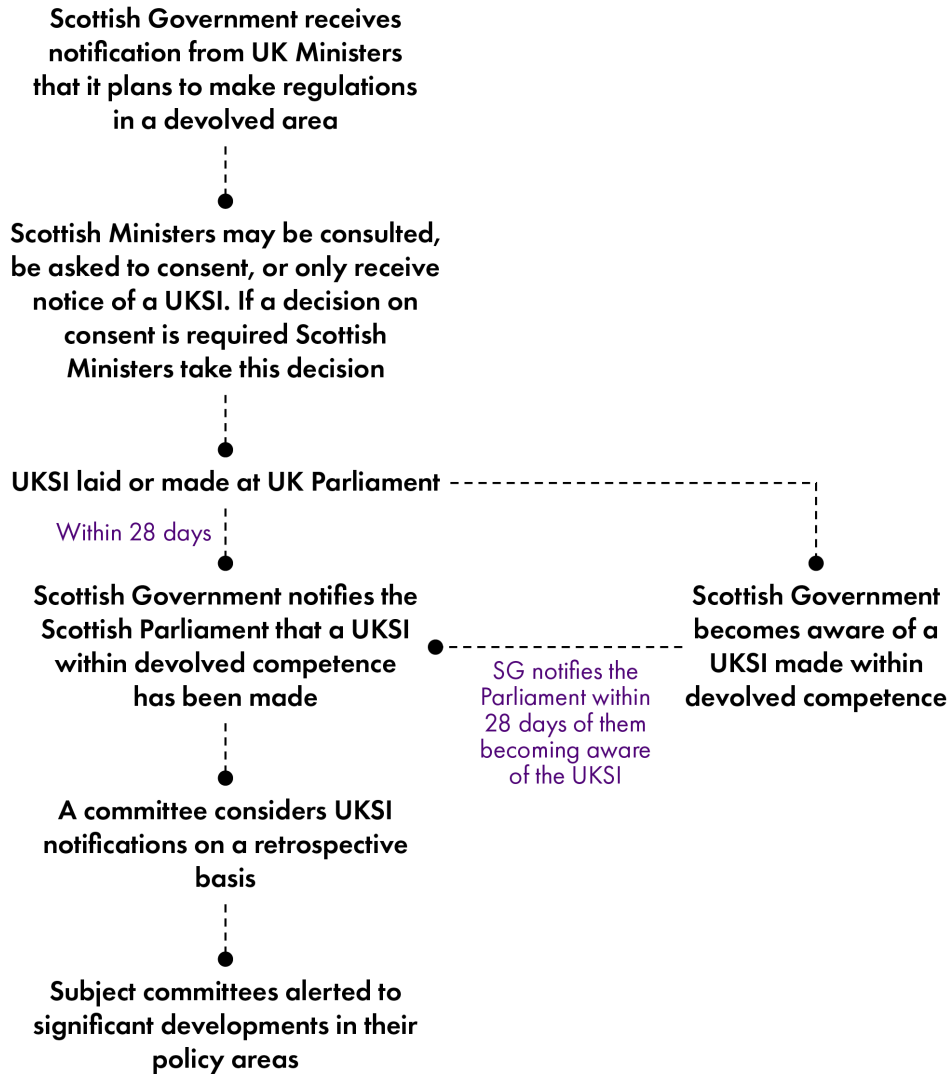 Scottish Government receives
notification from UK Ministers
that it plans to make regulations
in a devolved area
Scottish Ministers may be consulted,
be asked to consent, or only receive
notice of a UKSI. If a decision on
consent is required Scottish
Ministers take this decision
UKSI laid or made at UK Parliament
Within 28 days
Scottish Government notifies the
Scottish Parliament that a UKSI
within devolved competence
has been made
Scottish Government
becomes aware of a
UKSI made within
devolved competence
SG notifies the
Parliament within
28 days of them
becoming aware
of the UKSI
A committee considers UKSI
notifications on a retrospective
basis
Subject committees alerted to
significant developments in their
policy areas